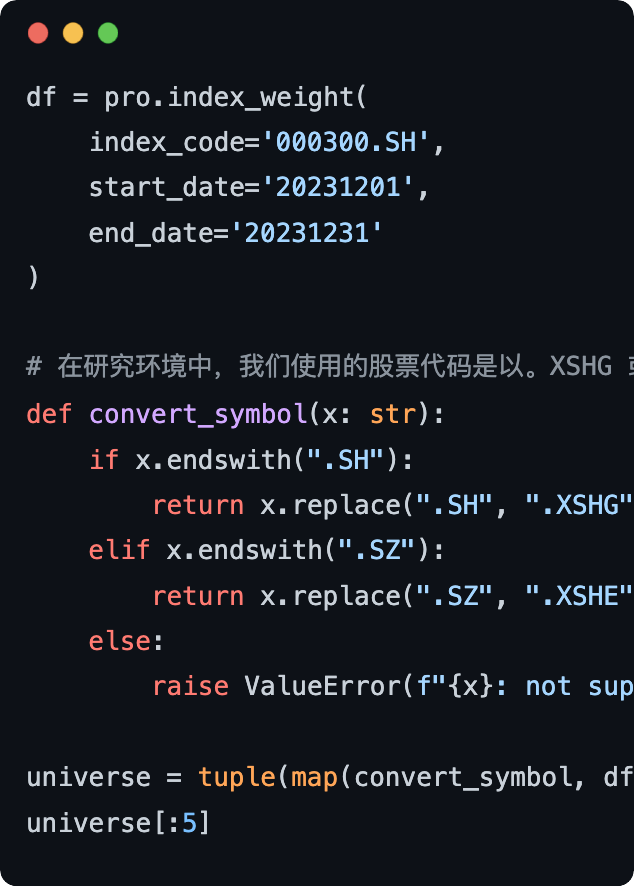 df = pro.index_weight(
    index_code='000300.SH',
    start_date='20231201',
    end_date='20231231'
)
# 在研究环境中，我们使用的股票代码是以。XSHG
def convert_symbol(x: str):
    if x.endswith(".SH"):
        return x.replace(".SH", ".XSHG"
    elif x.endswith(".SZ"):
        return x.replace(".SZ", ".XSHE"
    else:
        raise ValueError(f"{x}: not sup
universe = tuple(map(convert_symbol, df
universe[:5]